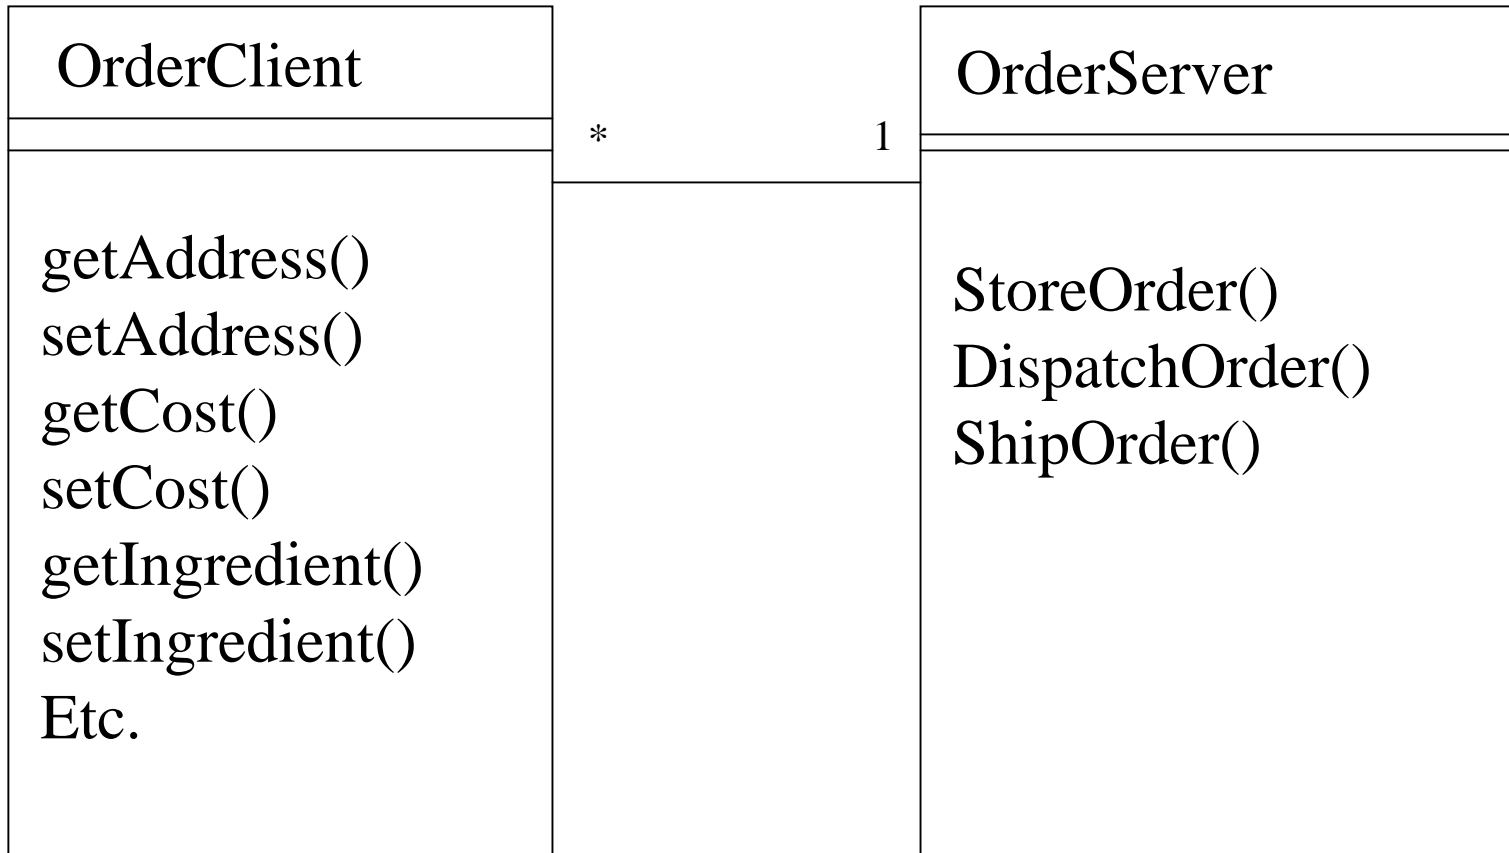 OrderClient
*
1
OrderServer
getAddress()
setAddress()
getCost()
setCost()
getIngredient()
setIngredient()
Etc.
StoreOrder()
DispatchOrder()
ShipOrder()